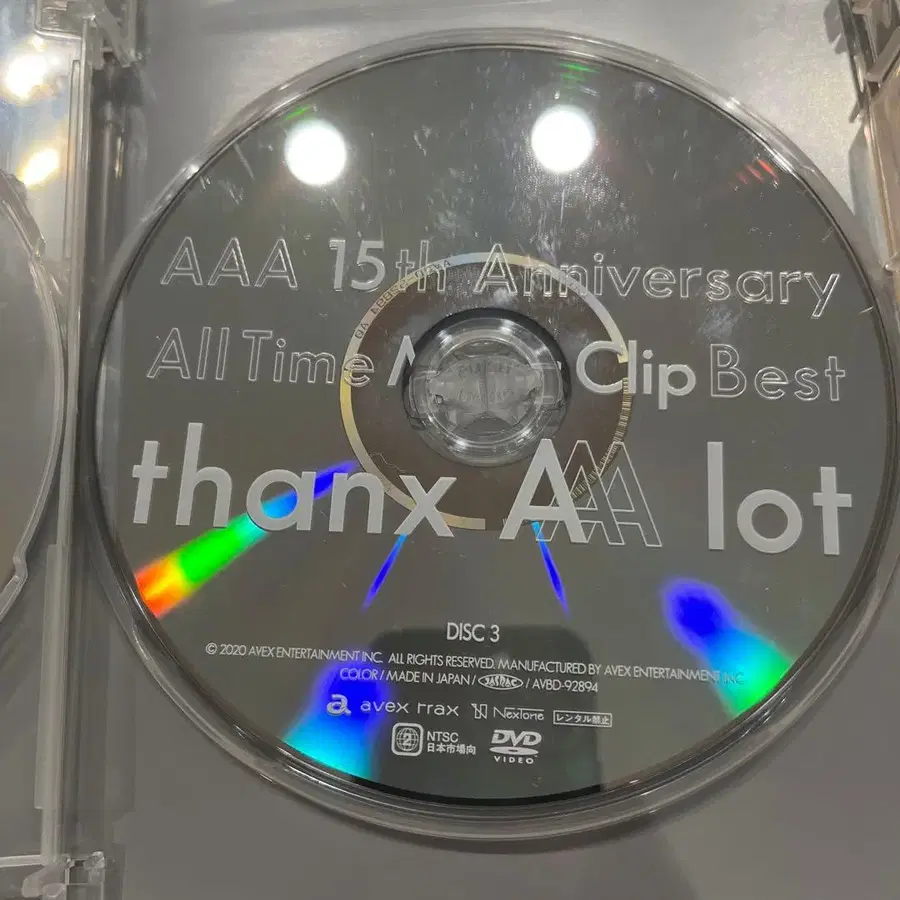 AAA 15th Anniversary
All Time Clip Best
thanx AAA lot
DISC 3
© 2020 AVEX ENTERTAINMENT INC. ALL RIGHTS RESERVED. MANUFACTURED BY AVEX ENTERTAINMENT INC.
COLOR / MADE IN JAPAN / JASRAC / AVBD-92894
a avex trax NexTone レンタル禁止
2 NTSC 日本市場向 DVD VIDEO